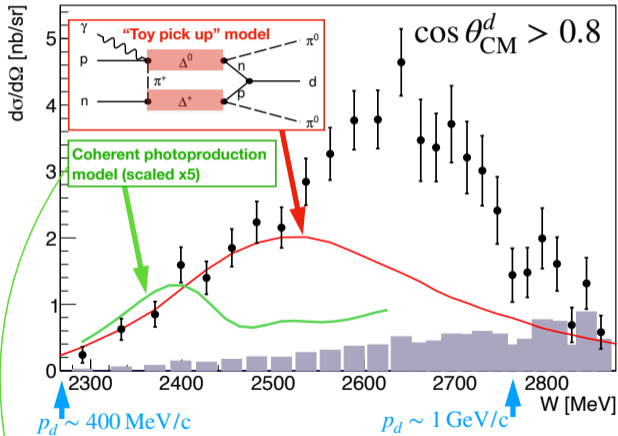 "Toy pick up" model
cos θ^d_CM > 0.8
γ
p
n
Δ⁰
π⁺
Δ⁺
n
p
d
π⁰
π⁰
Coherent photoproduction
model (scaled x5)
dσ/dΩ [nb/sr]
5
4
3
2
1
0
2300 2400 2500 2600 2700 2800
W [MeV]
p_d ~ 400 MeV/c
p_d ~ 1 GeV/c